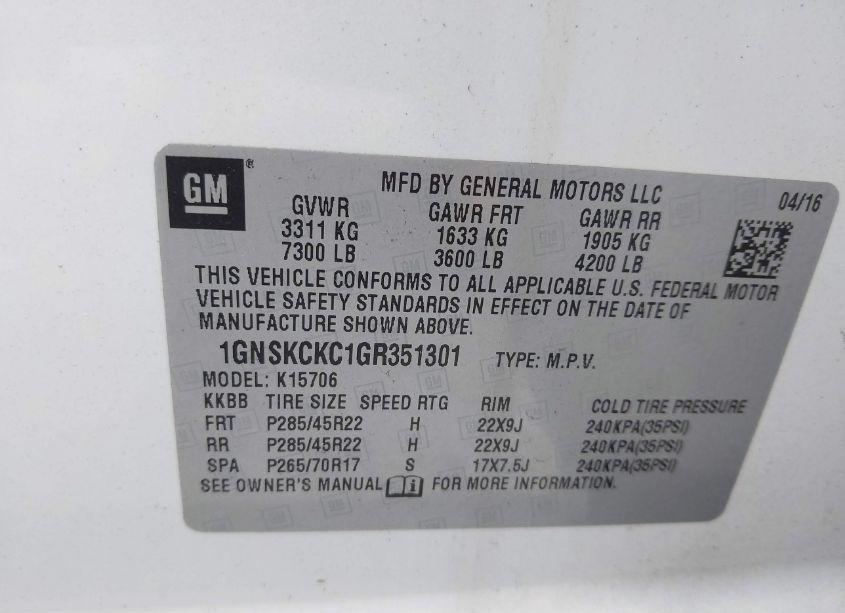 GM®
MFD BY GENERAL MOTORS LLC
04/16
GVWR GAWR FRT GAWR RR
3311 KG 1633 KG 1905 KG
7300 LB 3600 LB 4200 LB
THIS VEHICLE CONFORMS TO ALL APPLICABLE U.S. FEDERAL MOTOR
VEHICLE SAFETY STANDARDS IN EFFECT ON THE DATE OF
MANUFACTURE SHOWN ABOVE.
1GNSKCKC1GR351301 TYPE: M.P.V.
MODEL: K15706
KKBB TIRE SIZE SPEED RTG RIM COLD TIRE PRESSURE
FRT P285/45R22 H 22X9J 240KPA(35PSI)
RR P285/45R22 H 22X9J 240KPA(35PSI)
SPA P265/70R17 S 17X7.5J 240KPA(35PSI)
SEE OWNER'S MANUAL FOR MORE INFORMATION.